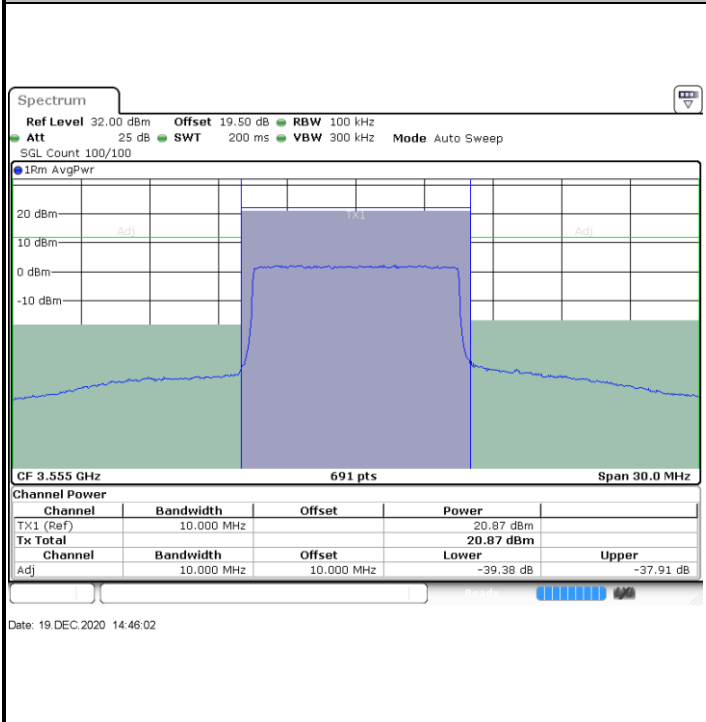 Spectrum
Ref Level 32.00 dBm Offset 19.50 dB RBW 100 kHz
Att 25 dB SWT 200 ms VBW 300 kHz Mode Auto Sweep
SGL Count 100/100
1Rm AvgPwr
20 dBm
TX1
Adj Adj
10 dBm
0 dBm
-10 dBm
CF 3.555 GHz 691 pts Span 30.0 MHz
Channel Power
Channel Bandwidth Offset Power
TX1 (Ref) 10.000 MHz 20.87 dBm
Tx Total 20.87 dBm
Channel Bandwidth Offset Lower Upper
Adj 10.000 MHz 10.000 MHz -39.38 dB -37.91 dB
Ready
Date: 19.DEC.2020 14:46:02